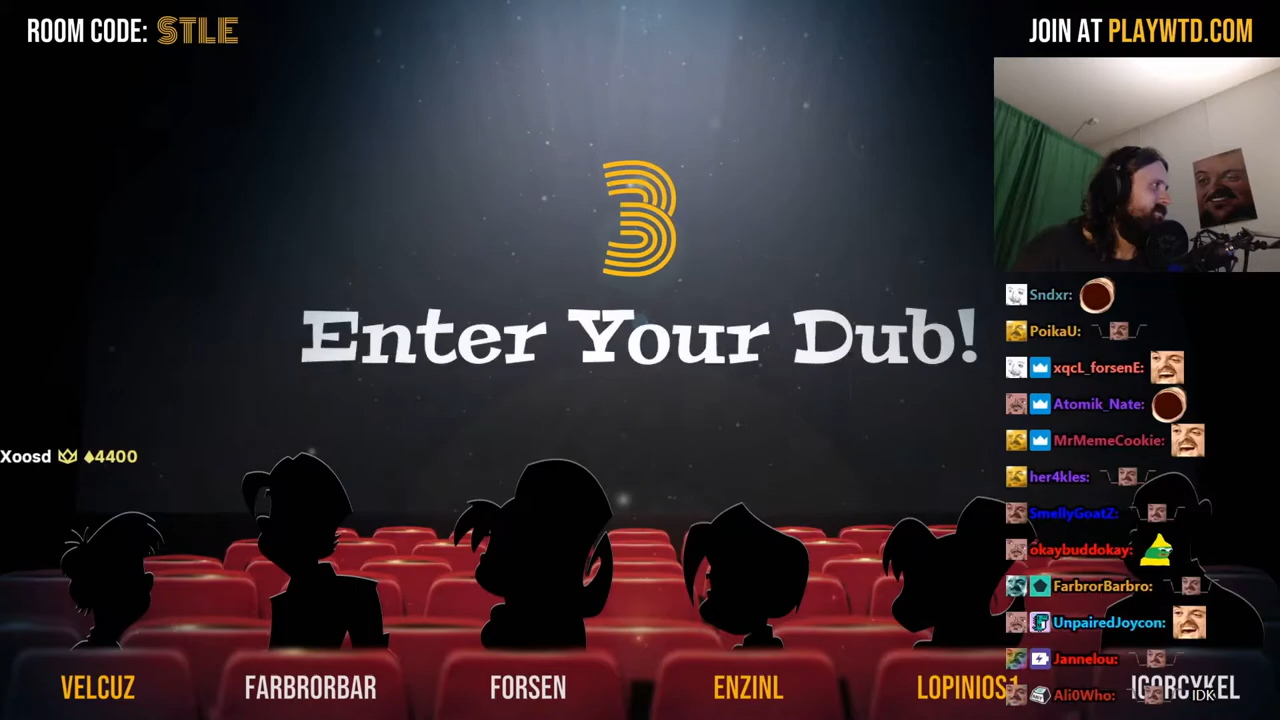 ROOM CODE: STLE
JOIN AT PLAYWTD.COM
3
Enter Your Dub!
Sndxr:
PoikaU:
xqcL_forsenE:
Atomik_Nate:
MrMemeCookie:
her4kles:
SmellyGoatZ:
okaybuddokay:
FarbrorBarbro:
UnpairedJoycon:
Jannelou:
Ali0Who:
Xoosd 4400
VELCUZ
FARBRORBAR
FORSEN
ENZINL
LOPINIOS1
IGORCYKEL
IDK